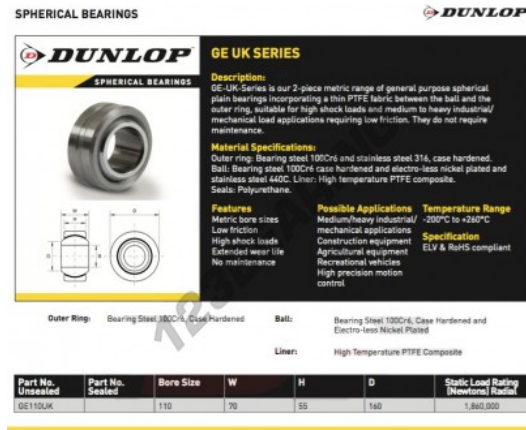 SPHERICAL BEARINGS
DUNLOP
DUNLOP
SPHERICAL BEARINGS
GE UK SERIES
Description:
GE-UK-Series is our 2-piece metric range of general purpose spherical
plain bearings incorporating a thin PTFE fabric between the ball and the
outer ring, suitable for high shock loads and medium to heavy industrial/
mechanical load applications requiring low friction. They do not require
maintenance.
Material Specifications:
Outer ring: Bearing steel 100Cr6 and stainless steel 316, case hardened.
Ball: Bearing steel 100Cr6 case hardened and electro-less nickel plated and
stainless steel 440C. Liner: High temperature PTFE composite.
Seals: Polyurethane.
Features
Metric bore sizes
Low friction
High shock loads
Extended wear life
No maintenance
Possible Applications
Medium/heavy industrial/
mechanical applications
Construction equipment
Agricultural equipment
Recreational vehicles
High precision motion
control
Temperature Range
-200°C to +260°C
Specification
ELV & RoHS compliant
W
H
D
Outer Ring: Bearing Steel 100Cr6, Case Hardened
Ball: Bearing Steel 100Cr6, Case Hardened and
Electro-less Nickel Plated
Liner: High Temperature PTFE Composite
Part No. Unsealed Part No. Sealed Bore Size W H D Static Load Rating (Newtons) Radial
GE110UK 110 70 55 160 1,860,000